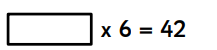 x 6 = 42